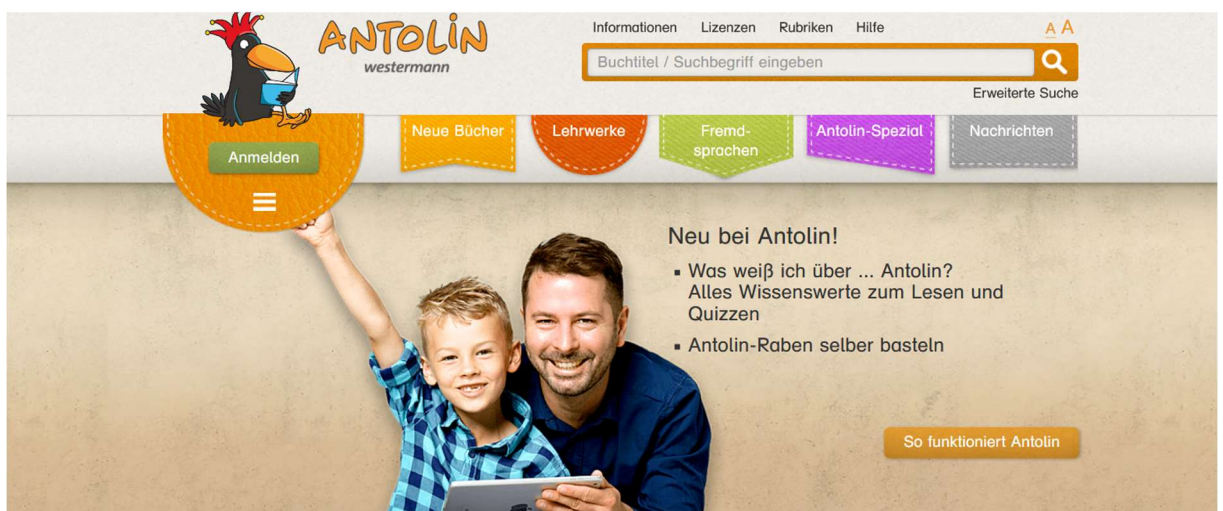 ANTOLIN
westermann
Informationen Lizenzen Rubriken Hilfe A A
Buchtitel / Suchbegriff eingeben
Erweiterte Suche
Anmelden
Neue Bücher
Lehrwerke
Fremd-
sprachen
Antolin-Spezial
Nachrichten
Neu bei Antolin!
▪ Was weiß ich über ... Antolin?
Alles Wissenswerte zum Lesen und
Quizzen
▪ Antolin-Raben selber basteln
So funktioniert Antolin